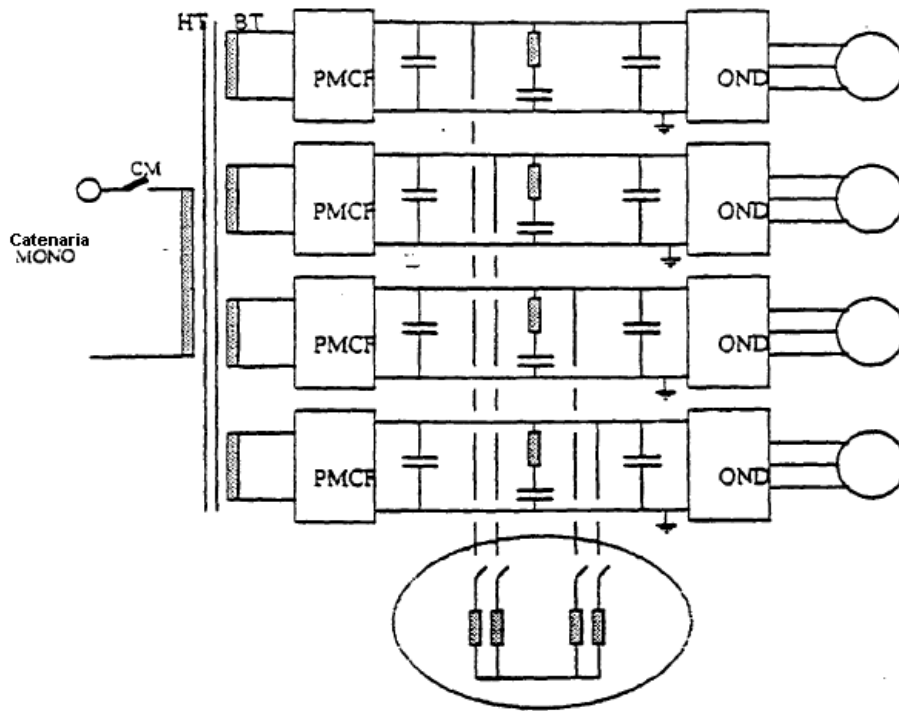 HT BT
PMCF OND
PMCF OND
CM
Catenaria
MONO
PMCF OND
PMCF OND